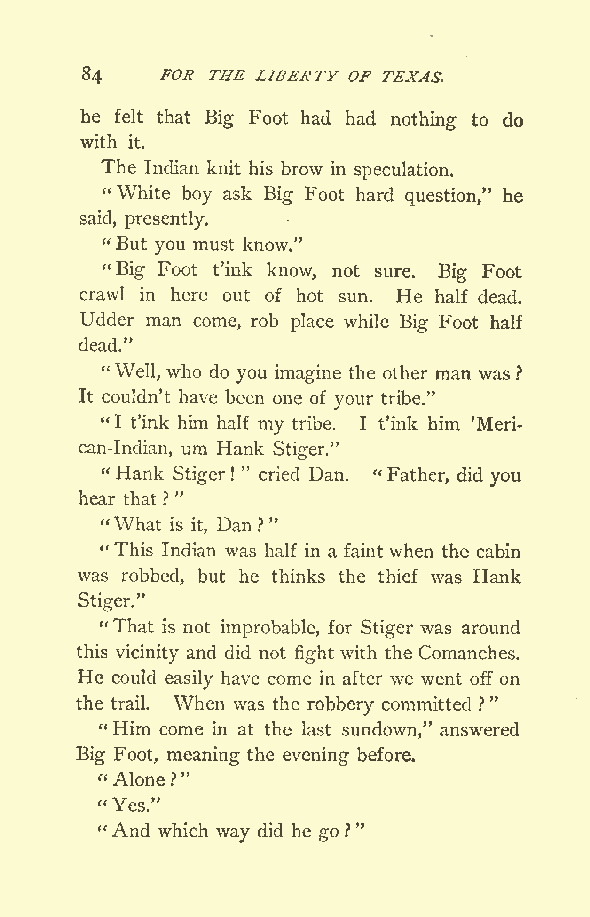 84 FOR THE LIBERTY OF TEXAS.
he felt that Big Foot had had nothing to do
with it.
The Indian knit his brow in speculation.
"White boy ask Big Foot hard question," he
said, presently.
"But you must know."
"Big Foot t'ink know, not sure. Big Foot
crawl in here out of hot sun. He half dead.
Udder man come, rob place while Big Foot half
dead."
"Well, who do you imagine the other man was?
It couldn't have been one of your tribe."
"I t'ink him half my tribe. I t'ink him 'Meri-
can-Indian, um Hank Stiger."
"Hank Stiger!" cried Dan. "Father, did you
hear that?"
"What is it, Dan?"
"This Indian was half in a faint when the cabin
was robbed, but he thinks the thief was Hank
Stiger."
"That is not improbable, for Stiger was around
this vicinity and did not fight with the Comanches.
He could easily have come in after we went off on
the trail. When was the robbery committed?"
"Him come in at the last sundown," answered
Big Foot, meaning the evening before.
"Alone?"
"Yes."
"And which way did he go?"